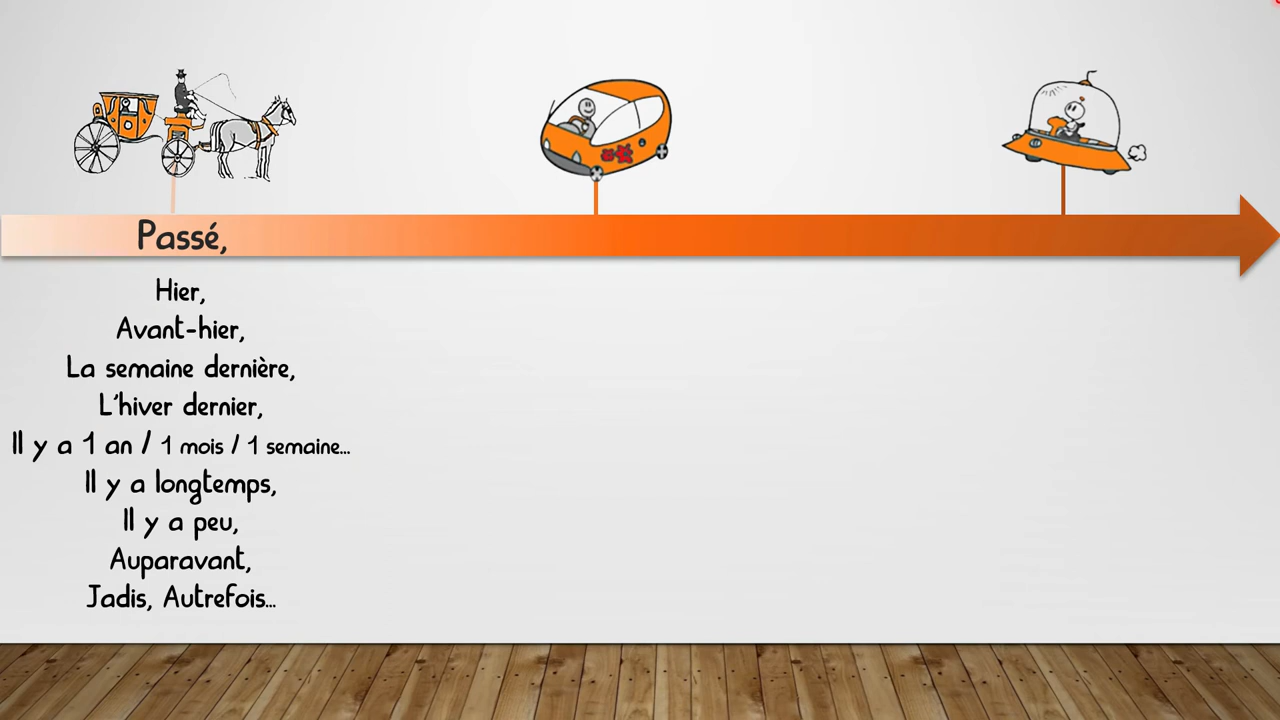 Passé,
Hier,
Avant-hier,
La semaine dernière,
L'hiver dernier,
Il y a 1 an / 1 mois / 1 semaine...
Il y a longtemps,
Il y a peu,
Auparavant,
Jadis, Autrefois...